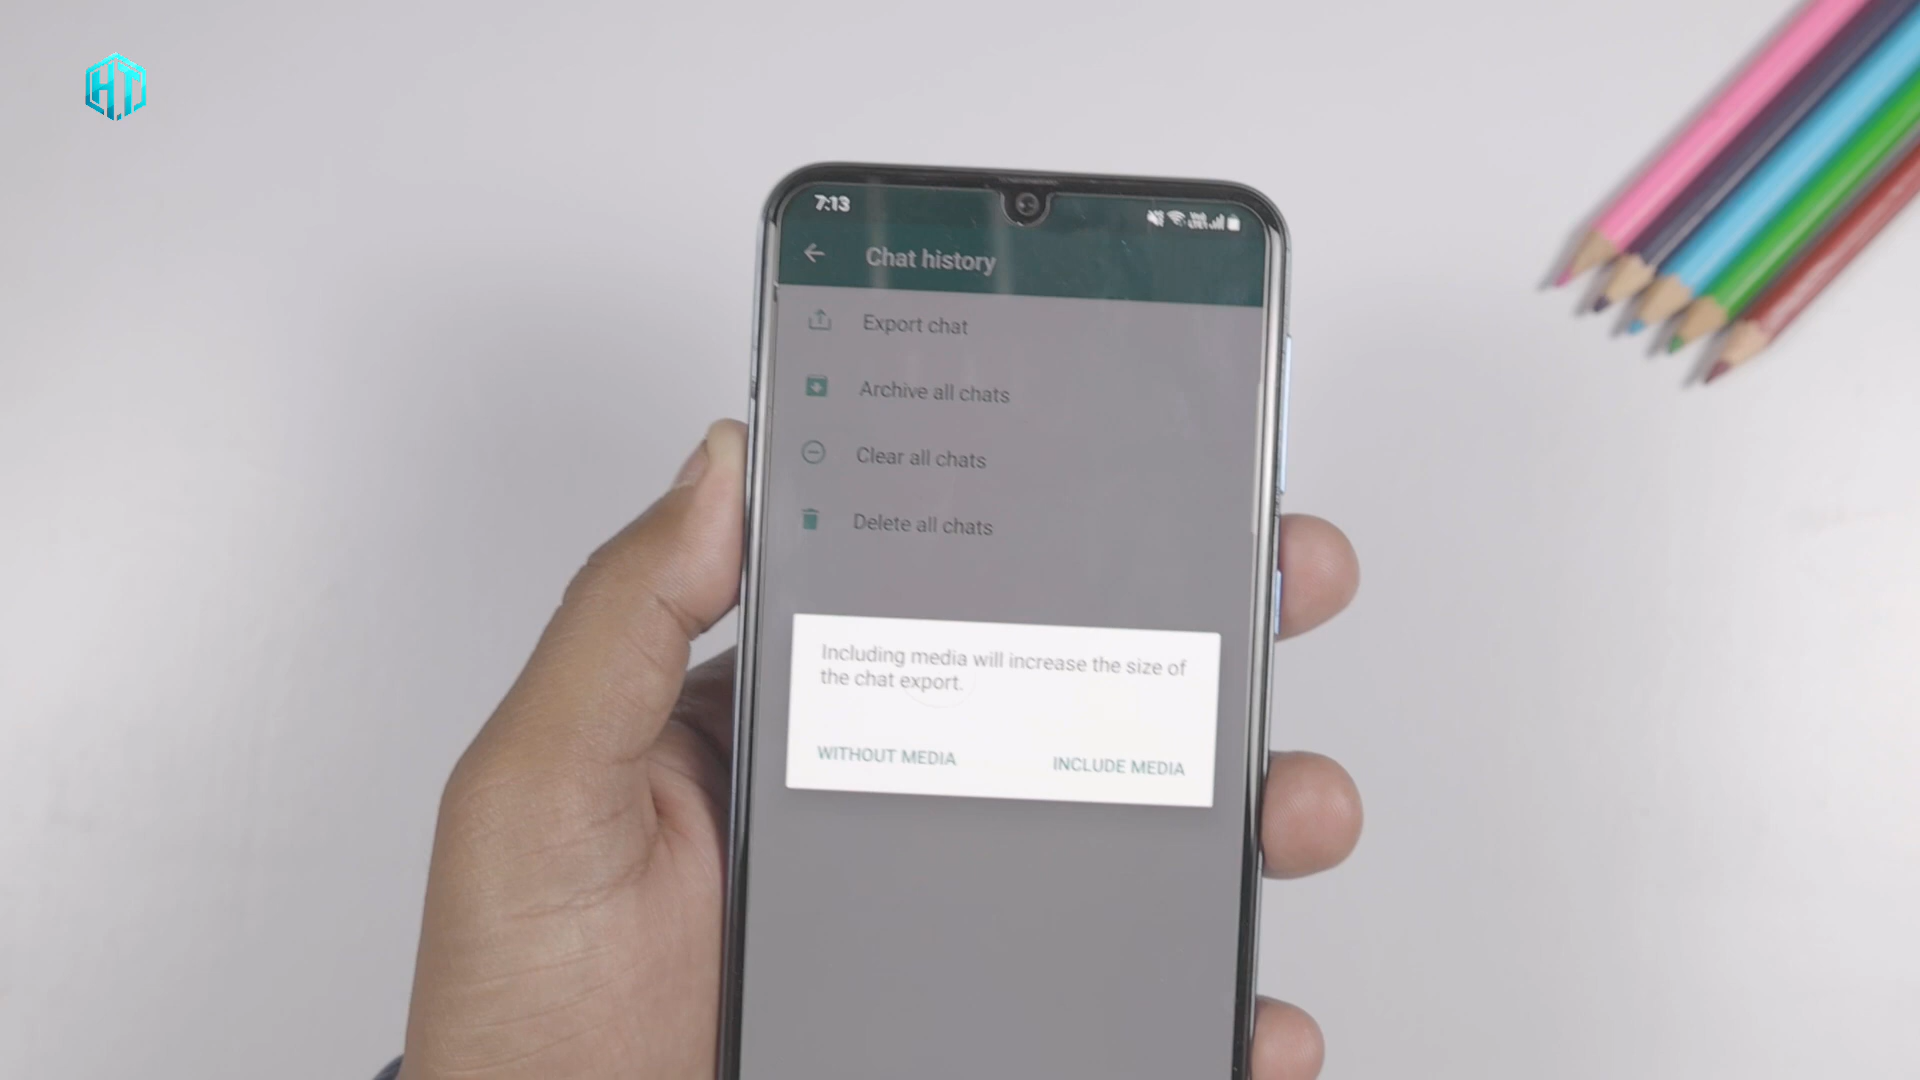 HT
7:13
Chat history
Export chat
Archive all chats
Clear all chats
Delete all chats
Including media will increase the size of
the chat export.
WITHOUT MEDIA
INCLUDE MEDIA